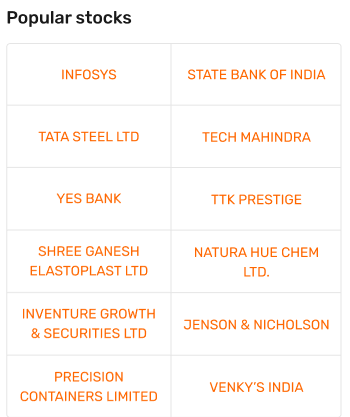 Popular stocks
INFOSYS
STATE BANK OF INDIA
TATA STEEL LTD
TECH MAHINDRA
YES BANK
TTK PRESTIGE
SHREE GANESH
ELASTOPLAST LTD
NATURA HUE CHEM
LTD.
INVENTURE GROWTH
& SECURITIES LTD
JENSON & NICHOLSON
PRECISION
CONTAINERS LIMITED
VENKY'S INDIA